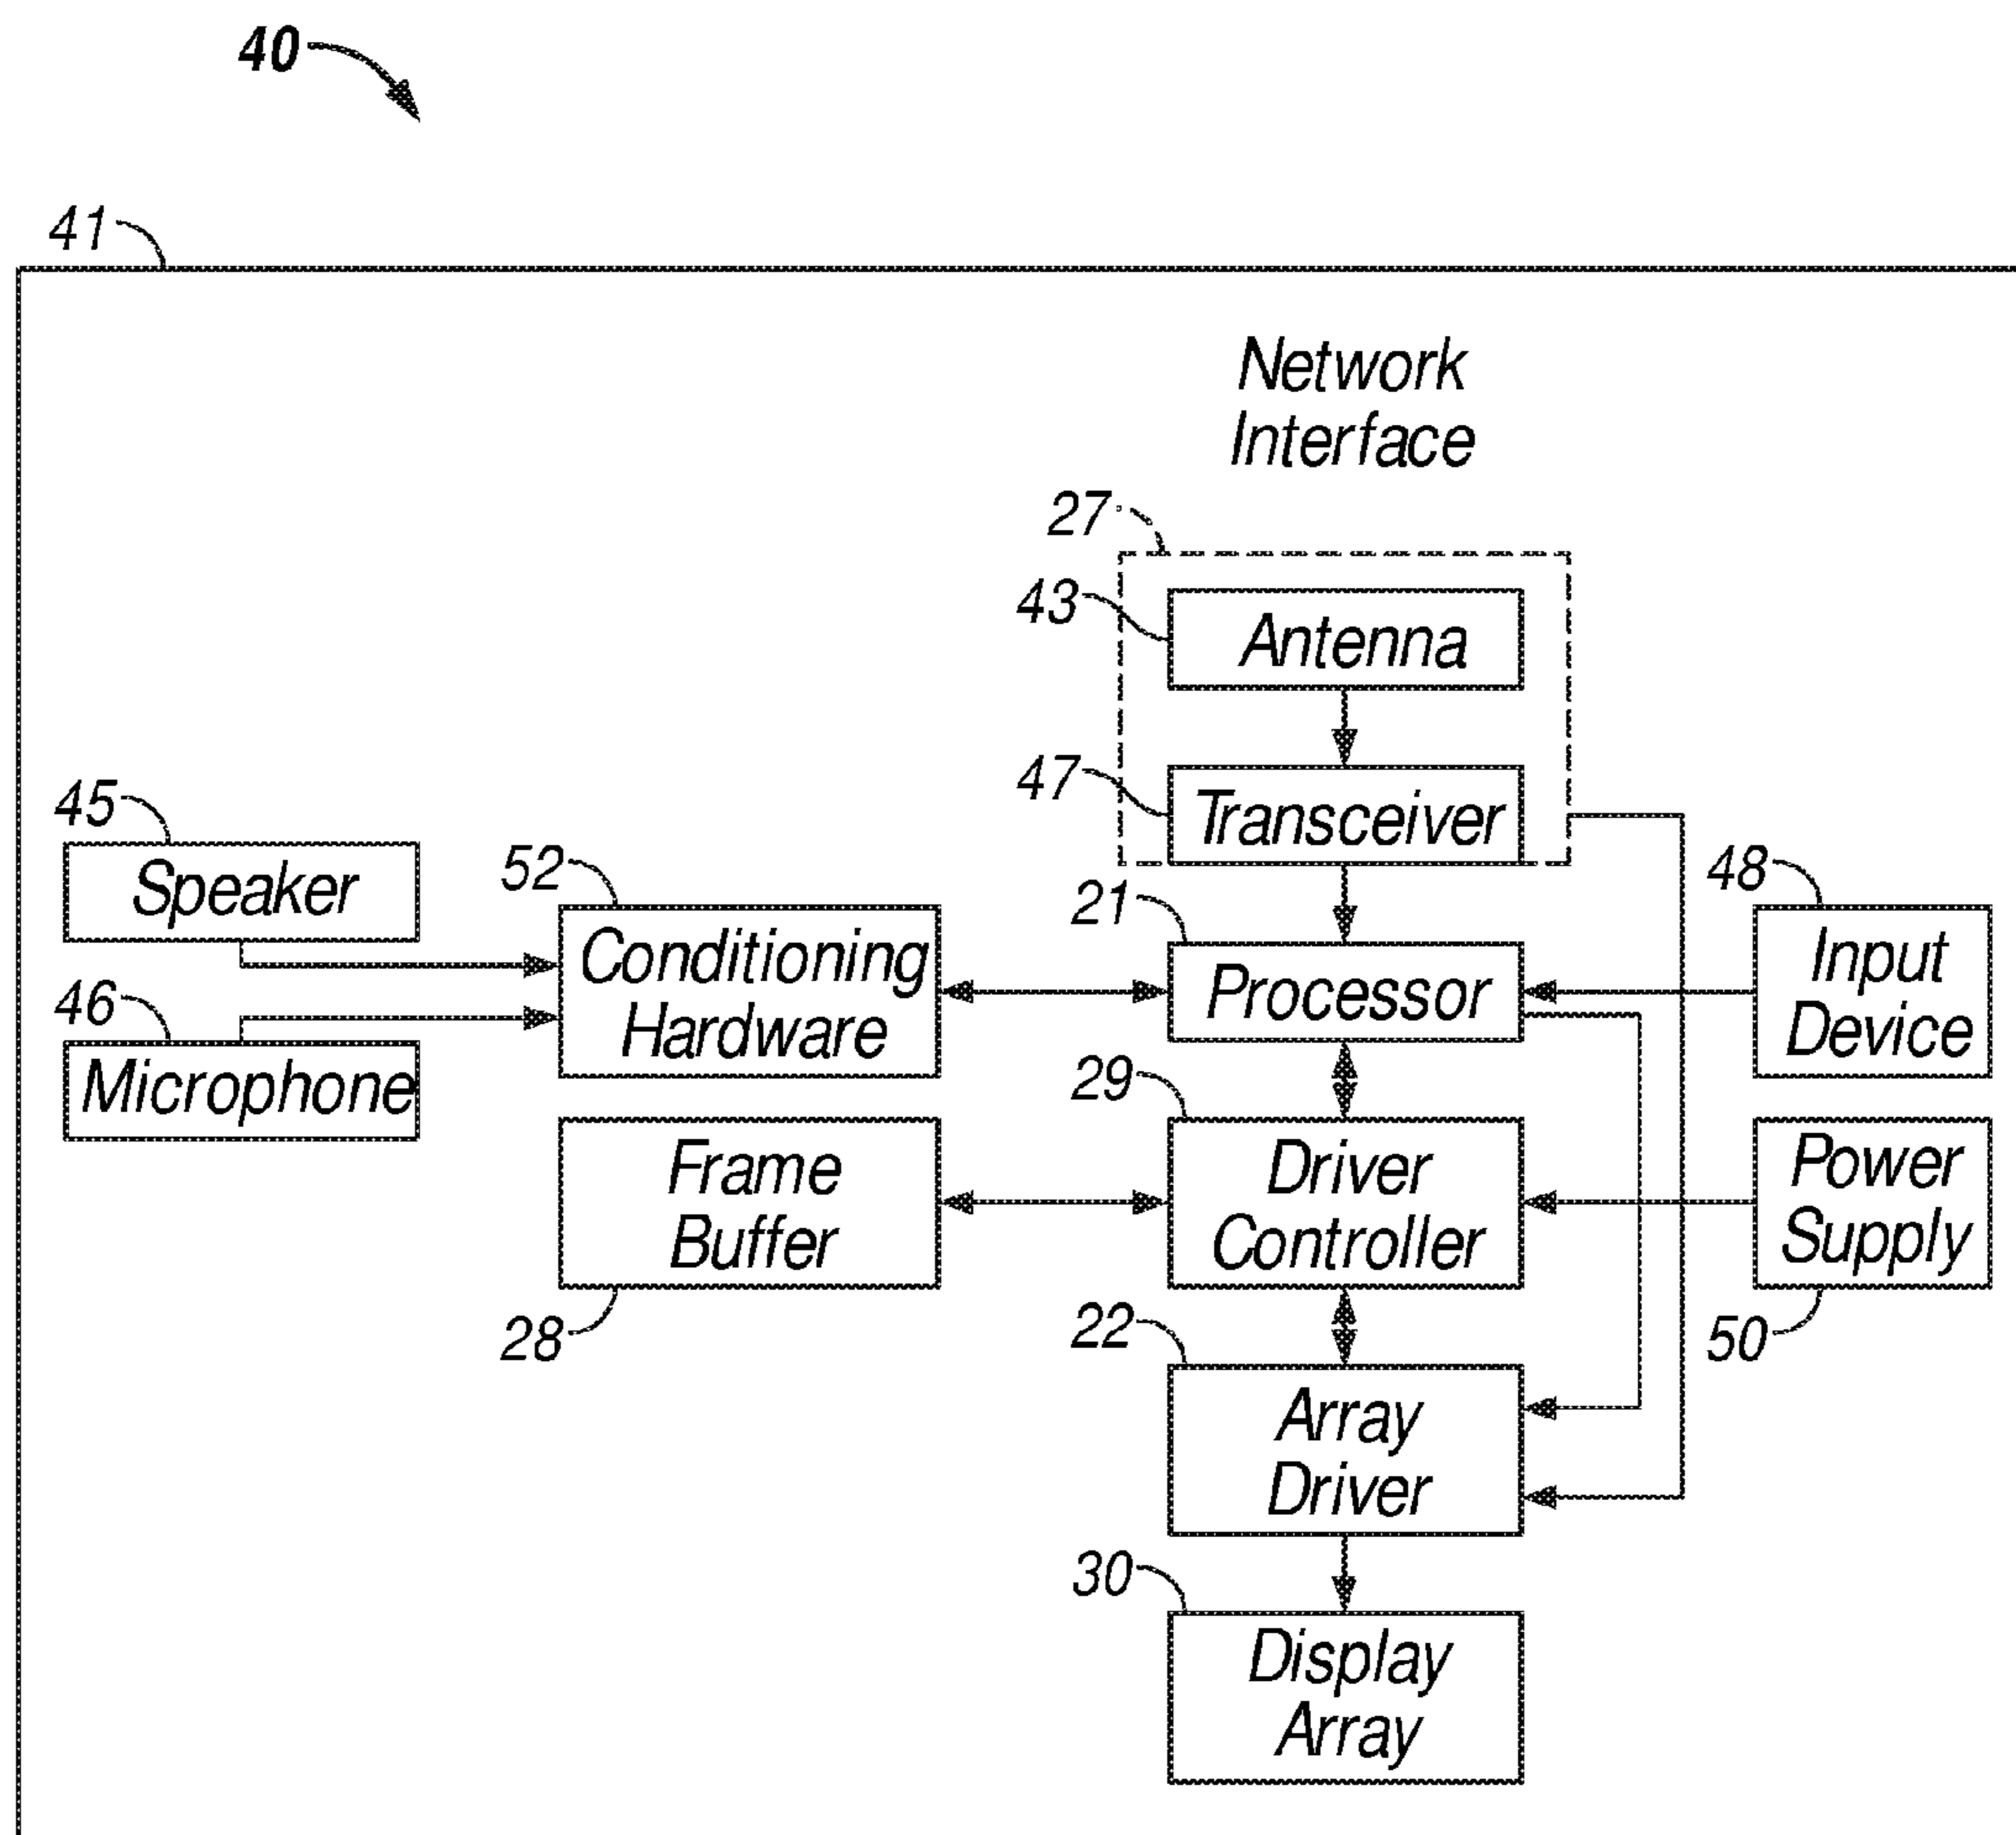 40
41
Network
Interface
27
43
Antenna
47
Transceiver
45
Speaker
52
Conditioning
Hardware
21
Processor
48
Input
Device
46
Microphone
29
Driver
Controller
Frame
Buffer
28
Power
Supply
50
22
Array
Driver
30
Display
Array